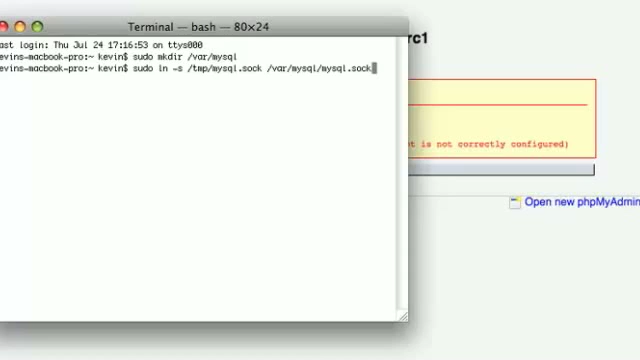 Terminal — bash — 80×24
ast login: Thu Jul 24 17:16:53 on ttys000
evins-macbook-pro:~ kevin$ sudo mkdir /var/mysql
evins-macbook-pro:~ kevin$ sudo ln -s /tmp/mysql.sock /var/mysql/mysql.sock
rc1
t is not correctly configured)
Open new phpMyAdmin